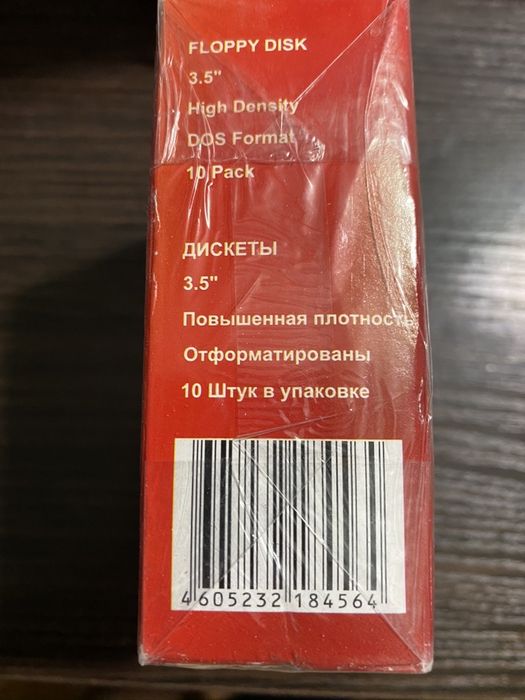 FLOPPY DISK
3.5"
High Density
DOS Format
10 Pack
ДИСКЕТЫ
3.5"
Повышенная плотность
Отформатированы
10 Штук в упаковке
4 605232 184564